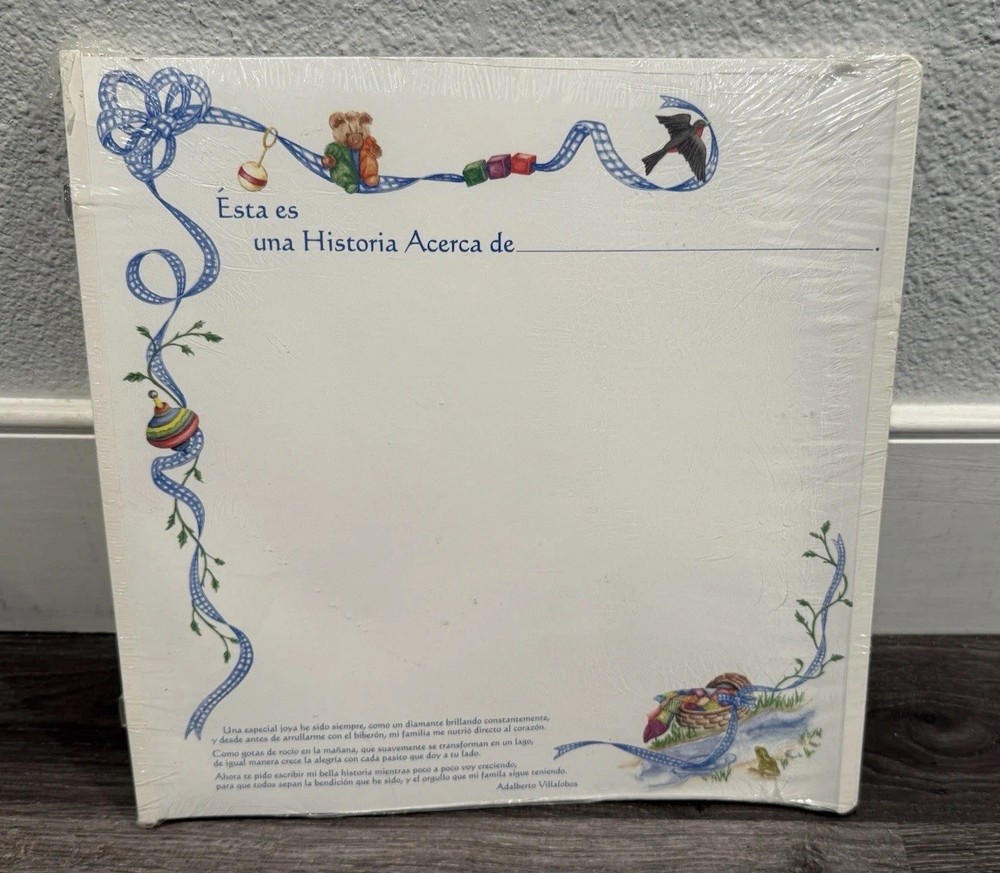 Ésta es
una Historia Acerca de
Una especial joya he sido siempre, como un diamante brillando constantemente,
y desde antes de arrullarme con el biberón, mi familia me nutrió directo al corazón.
Como gotas de rocío en la mañana, que suavemente se transforman en un lago,
de igual manera crece la alegría con cada pasito que doy a tu lado.
Ahora te pido escribir mi bella historia mientras poco a poco voy creciendo,
para que todos sepan la bendición que he sido, y el orgullo que mi famila sigue teniendo.
Adalberto Villalobos